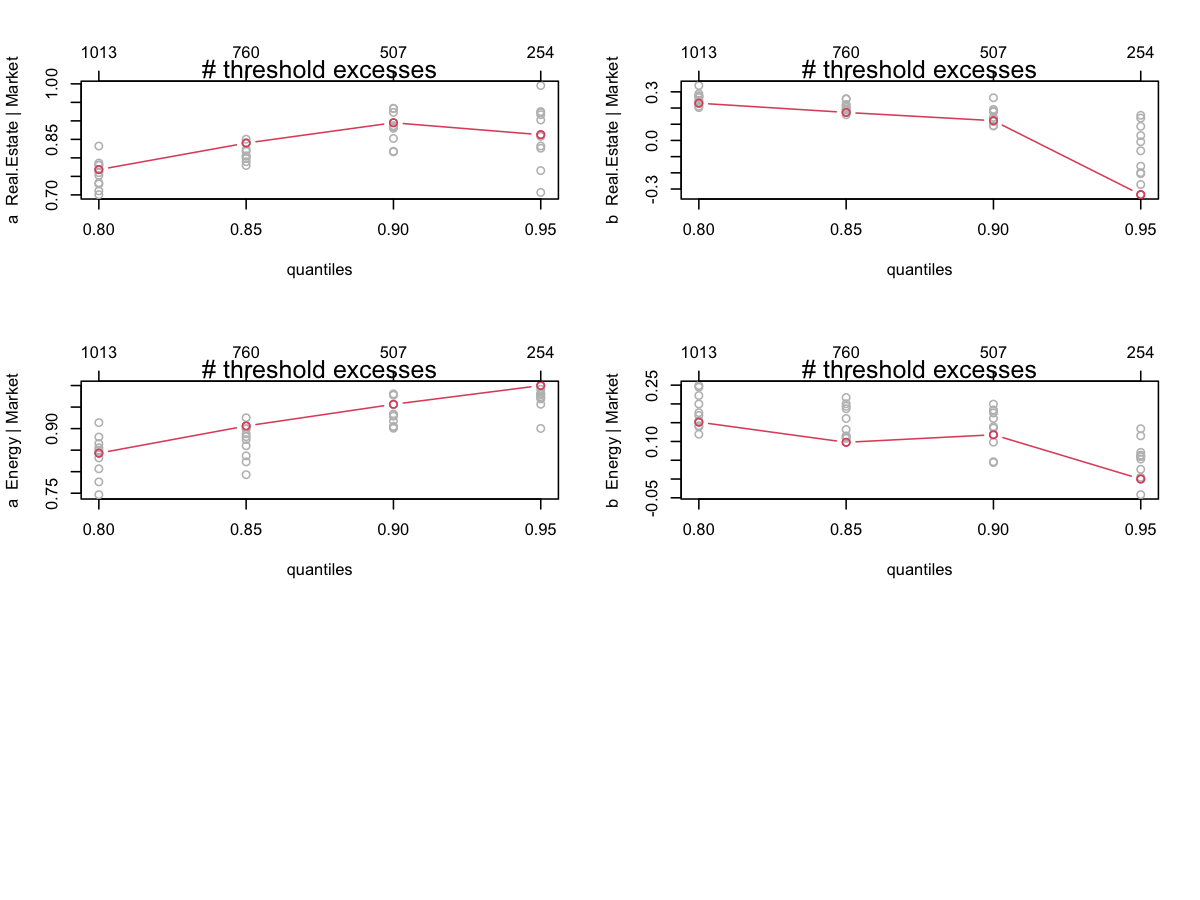 1013 760 507 254
# threshold excesses
a Real.Estate | Market
0.70 0.85 1.00
0.80 0.85 0.90 0.95
quantiles
1013 760 507 254
# threshold excesses
b Real.Estate | Market
-0.3 0.0 0.3
0.80 0.85 0.90 0.95
quantiles
1013 760 507 254
# threshold excesses
a Energy | Market
0.75 0.90
0.80 0.85 0.90 0.95
quantiles
1013 760 507 254
# threshold excesses
b Energy | Market
-0.05 0.10 0.25
0.80 0.85 0.90 0.95
quantiles